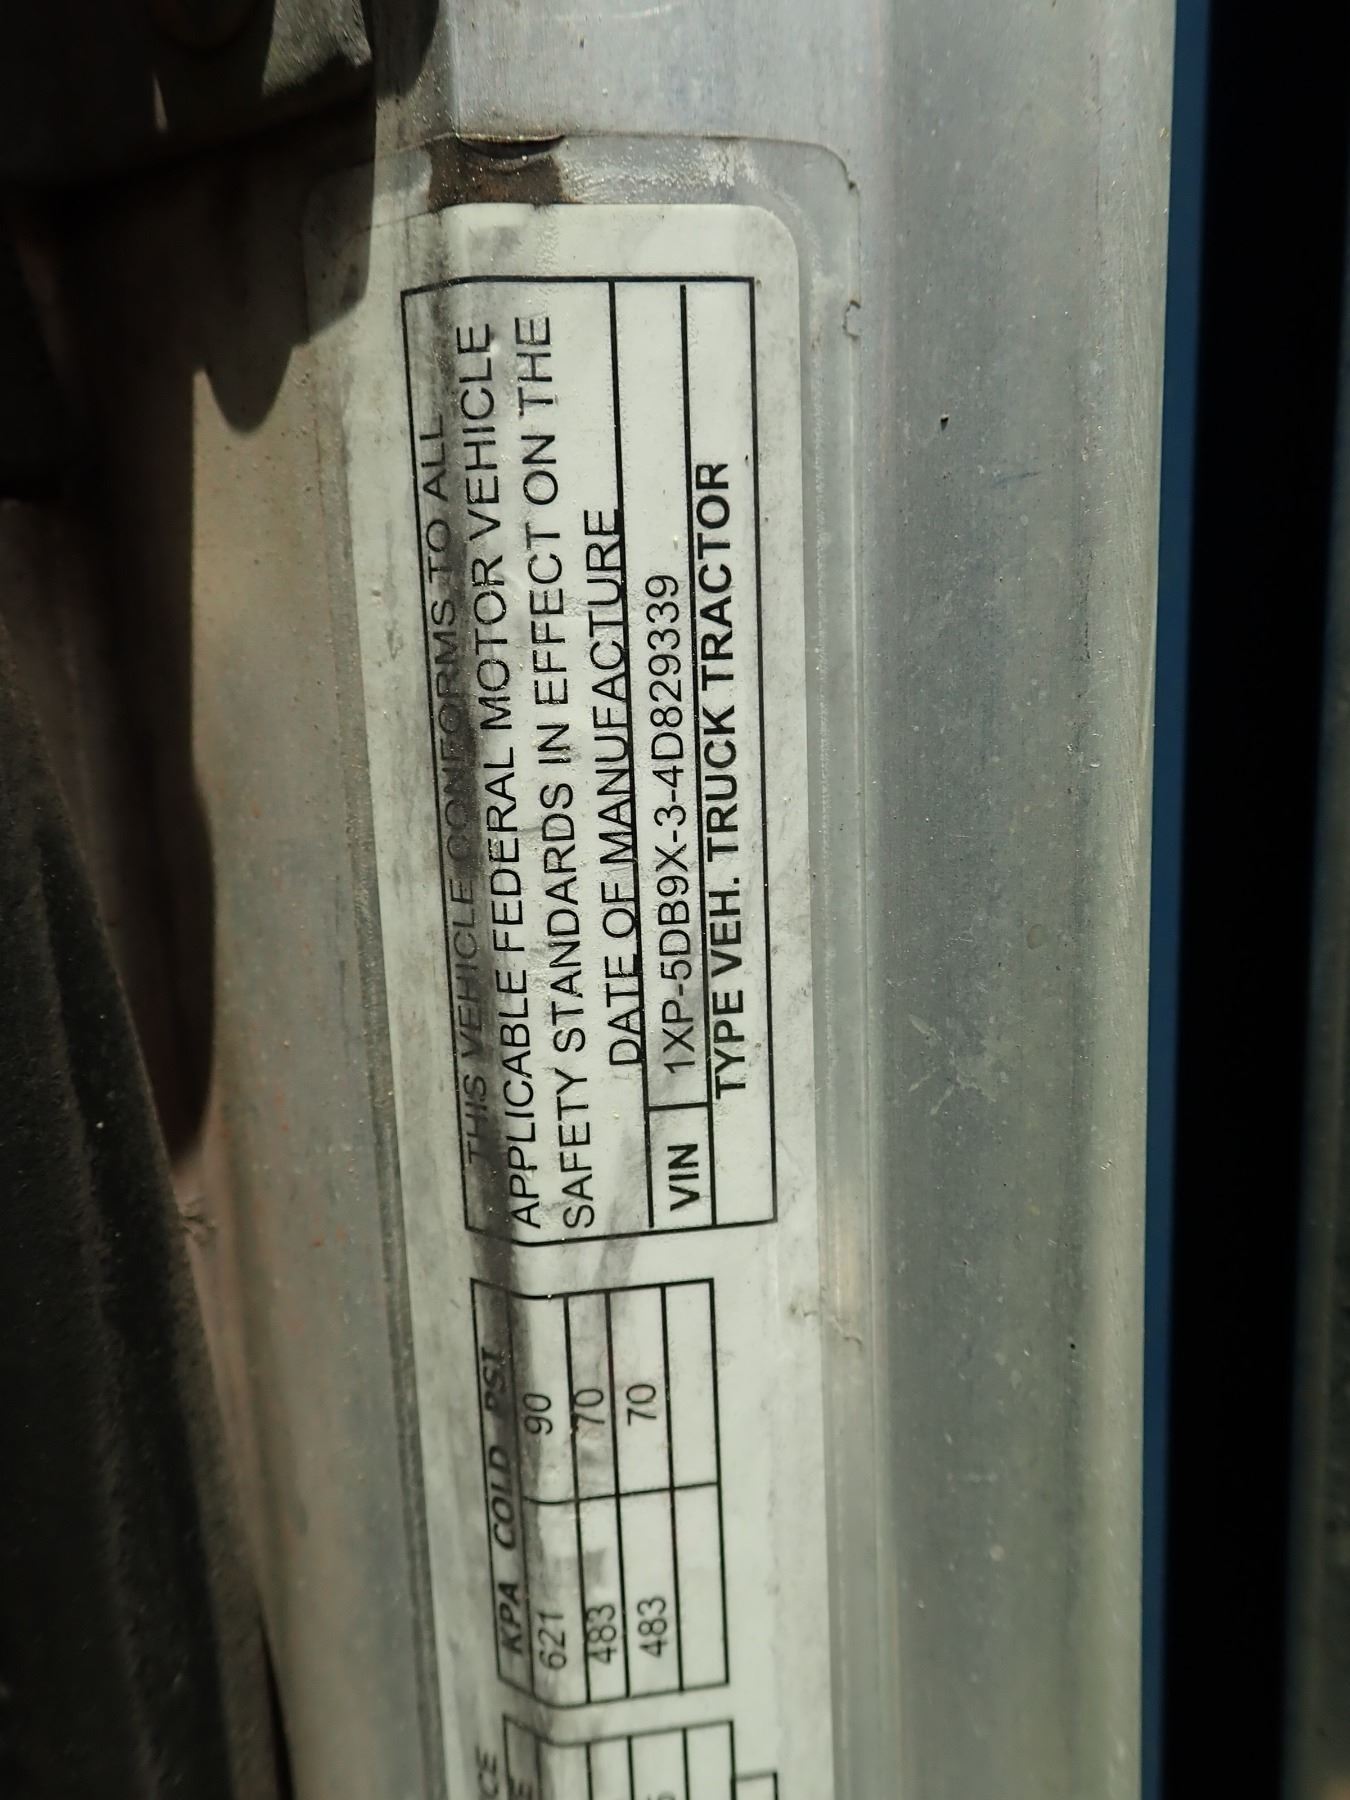 THIS VEHICLE CONFORMS TO ALL
APPLICABLE FEDERAL MOTOR VEHICLE
SAFETY STANDARDS IN EFFECT ON THE
DATE OF MANUFACTURE
VIN 1XP-5DB9X-3-4D829339
TYPE VEH. TRUCK TRACTOR
KPA COLD PSI
621 90
483 70
483 70